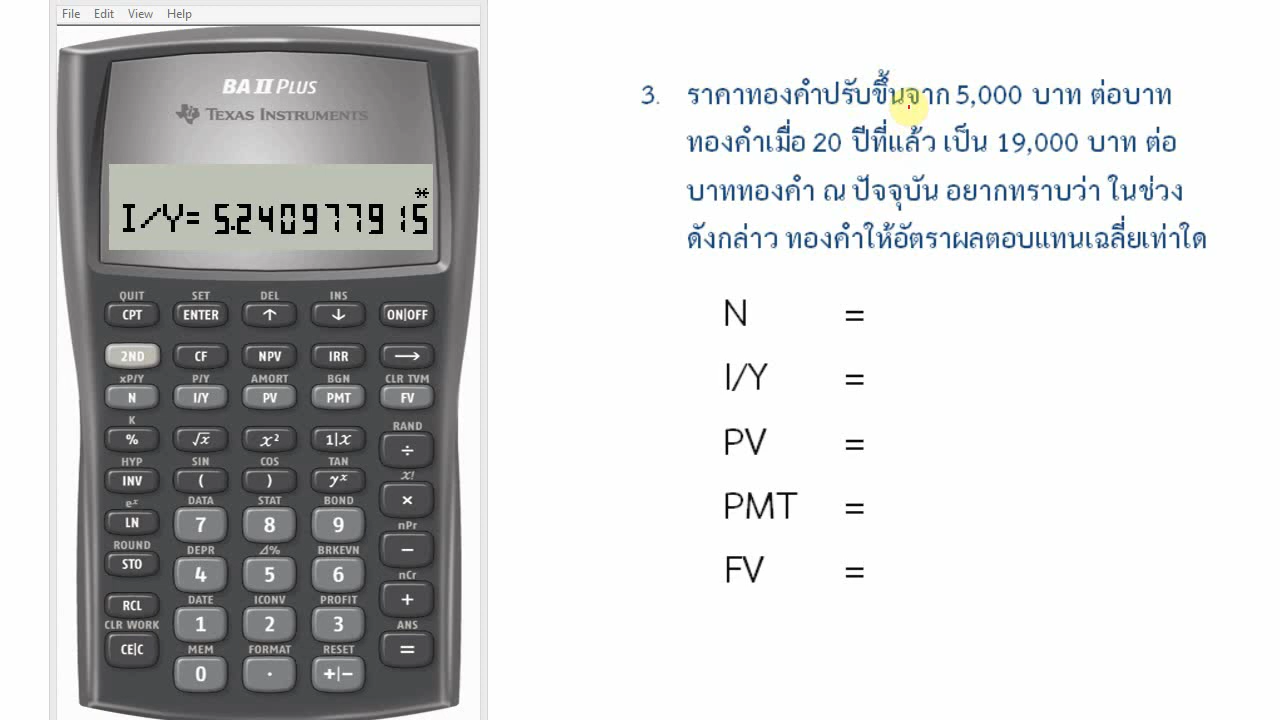 File Edit View Help
BA II PLUS
TEXAS INSTRUMENTS
*
I/Y= 5.240977915
QUIT SET DEL INS
CPT ENTER ↑ ↓ ON|OFF
2ND CF NPV IRR →
xP/Y P/Y AMORT BGN CLR TVM
N I/Y PV PMT FV
K RAND
% √x x² 1|x ÷
HYP SIN COS TAN x!
INV ( ) yˣ ×
eˣ DATA STAT BOND nPr
LN 7 8 9 −
ROUND DEPR Δ% BRKEVN nCr
STO 4 5 6 +
DATE ICONV PROFIT ANS
RCL 1 2 3 =
CLR WORK MEM FORMAT RESET
CE|C 0 . +|−
3. ราคาทองคำปรับขึ้นจาก 5,000 บาท ต่อบาท
ทองคำเมื่อ 20 ปีที่แล้ว เป็น 19,000 บาท ต่อ
บาททองคำ ณ ปัจจุบัน อยากทราบว่า ในช่วง
ดังกล่าว ทองคำให้อัตราผลตอบแทนเฉลี่ยเท่าใด
N =
I/Y =
PV =
PMT =
FV =